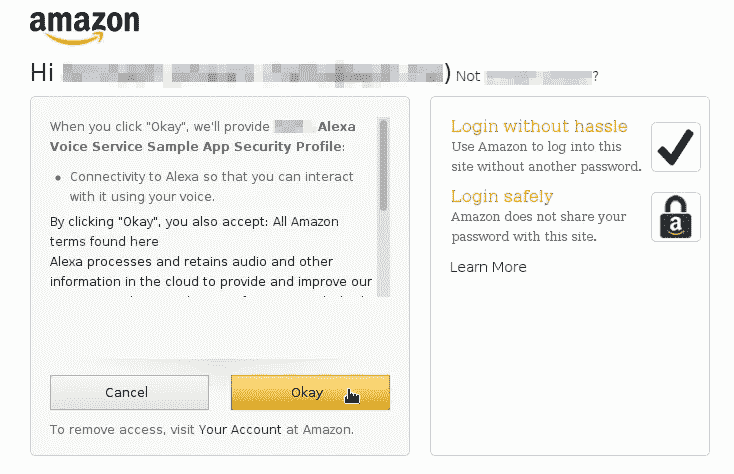 amazon
Hi ) Not ?
When you click "Okay", we'll provide Alexa
Voice Service Sample App Security Profile:
• Connectivity to Alexa so that you can interact
with it using your voice.
By clicking "Okay", you also accept: All Amazon
terms found here
Alexa processes and retains audio and other
information in the cloud to provide and improve our
Cancel
Okay
To remove access, visit Your Account at Amazon.
Login without hassle
Use Amazon to log into this
site without another password.
Login safely
Amazon does not share your
password with this site.
a
Learn More